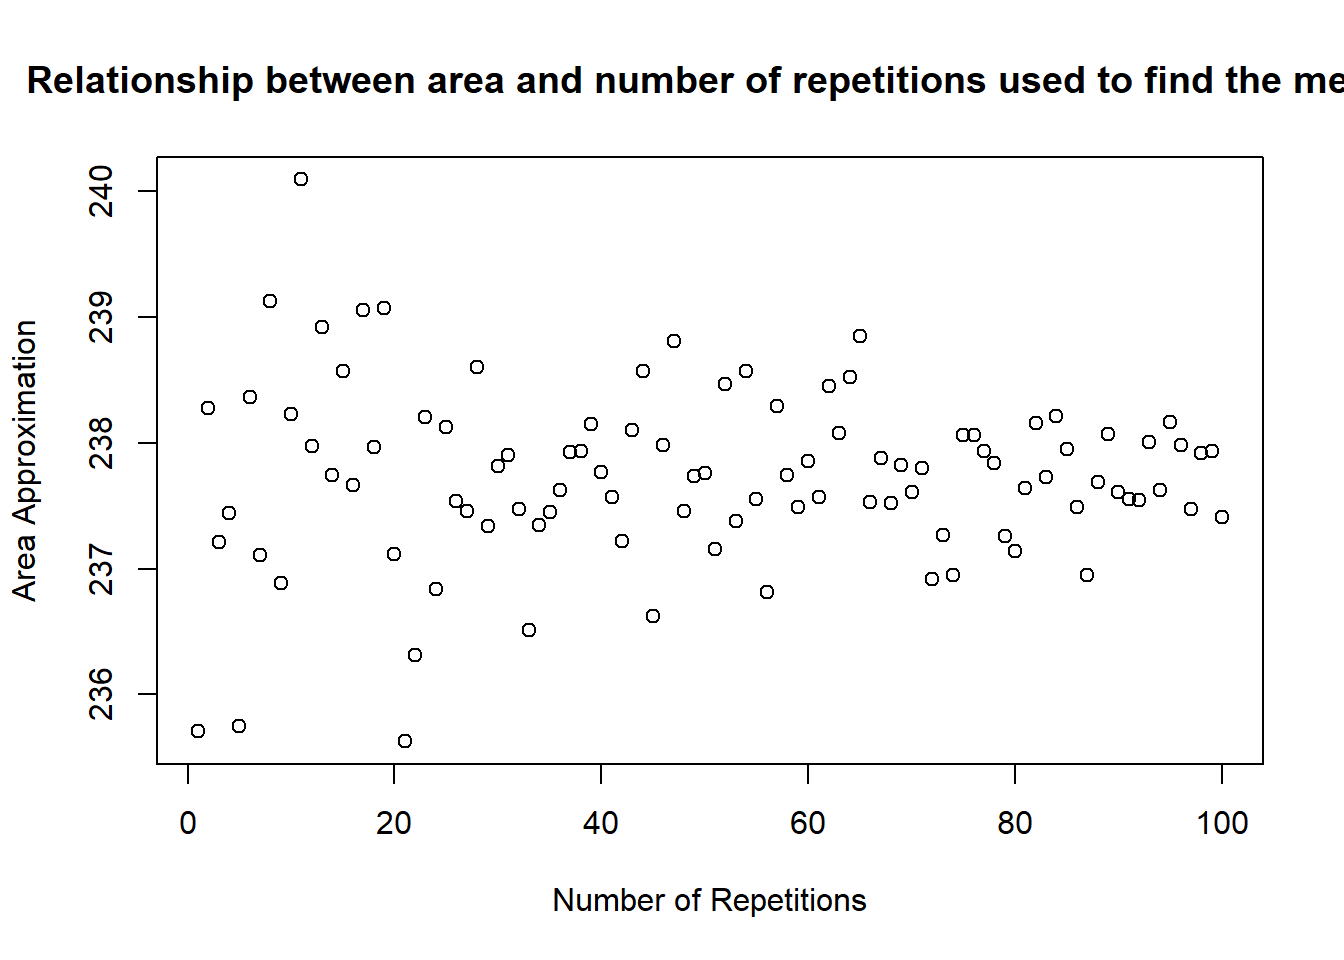 Relationship between area and number of repetitions used to find the me
Area Approximation
240
239
238
237
236
0 20 40 60 80 100
Number of Repetitions